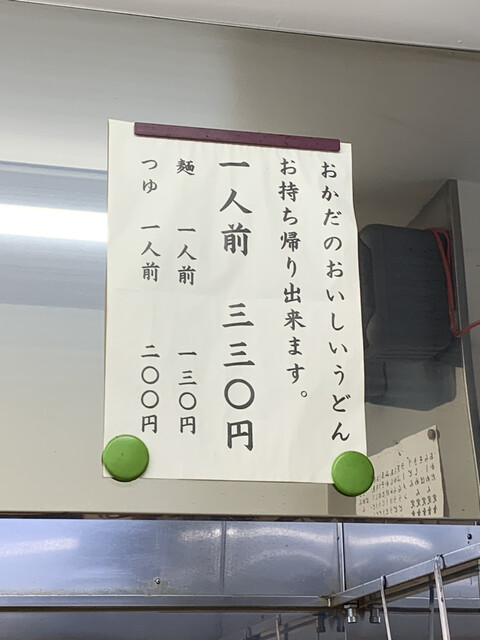 おかだのおいしいうどん
お持ち帰り出来ます。
一人前 三三〇円
麺 一人前 一三〇円
つゆ 一人前 二〇〇円